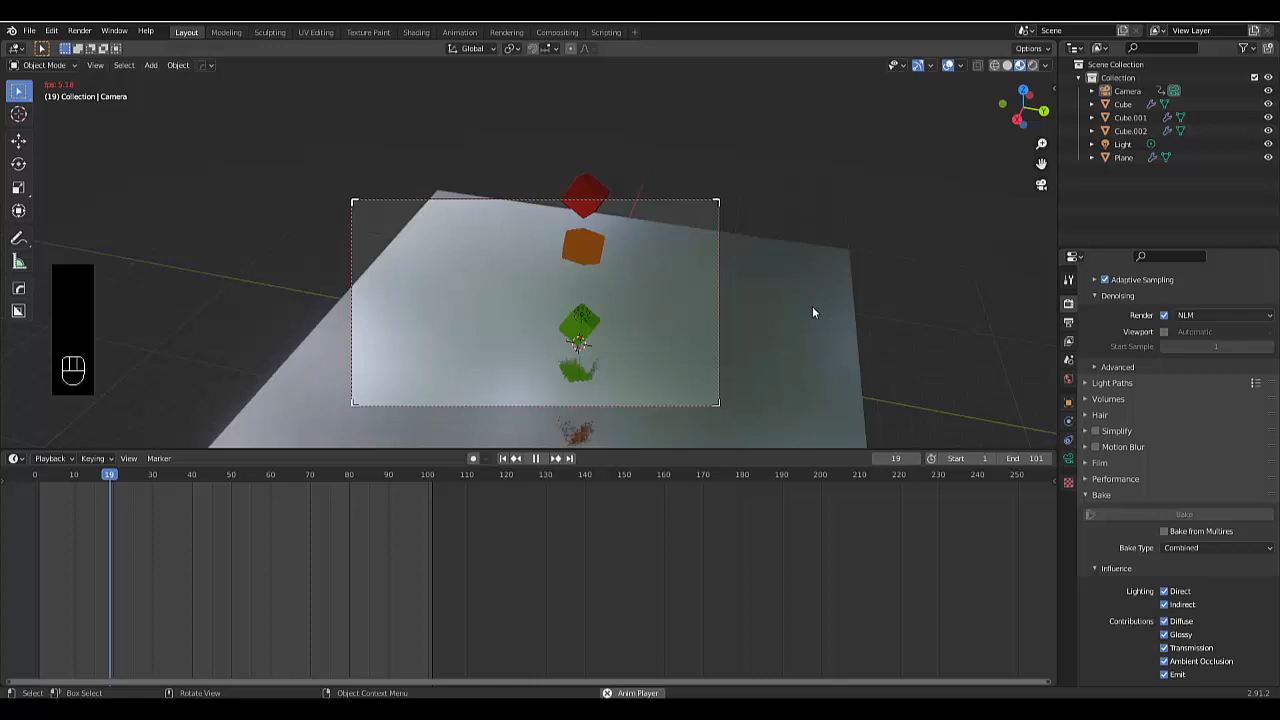 File Edit Render Window Help Layout Modeling Sculpting UV Editing Texture Paint Shading Animation Rendering Compositing Scripting + Scene View Layer
Global Options
Object Mode View Select Add Object
fps: 5.18
(19) Collection | Camera
Z
Y
X
Scene Collection
Collection
Camera
Cube
Cube.001
Cube.002
Light
Plane
Adaptive Sampling
Denoising
Render NLM
Viewport Automatic
Start Sample 1
Advanced
Light Paths
Volumes
Hair
Simplify
Motion Blur
Film
Performance
Bake
Bake
Bake from Multires
Bake Type Combined
Influence
Lighting Direct
Indirect
Contributions Diffuse
Glossy
Transmission
Ambient Occlusion
Emit
Playback Keying View Marker 19 Start 1 End 101
0 10 19 30 40 50 60 70 80 90 100 110 120 130 140 150 160 170 180 190 200 210 220 230 240 250
Select Box Select Rotate View Object Context Menu Anim Player 2.91.2